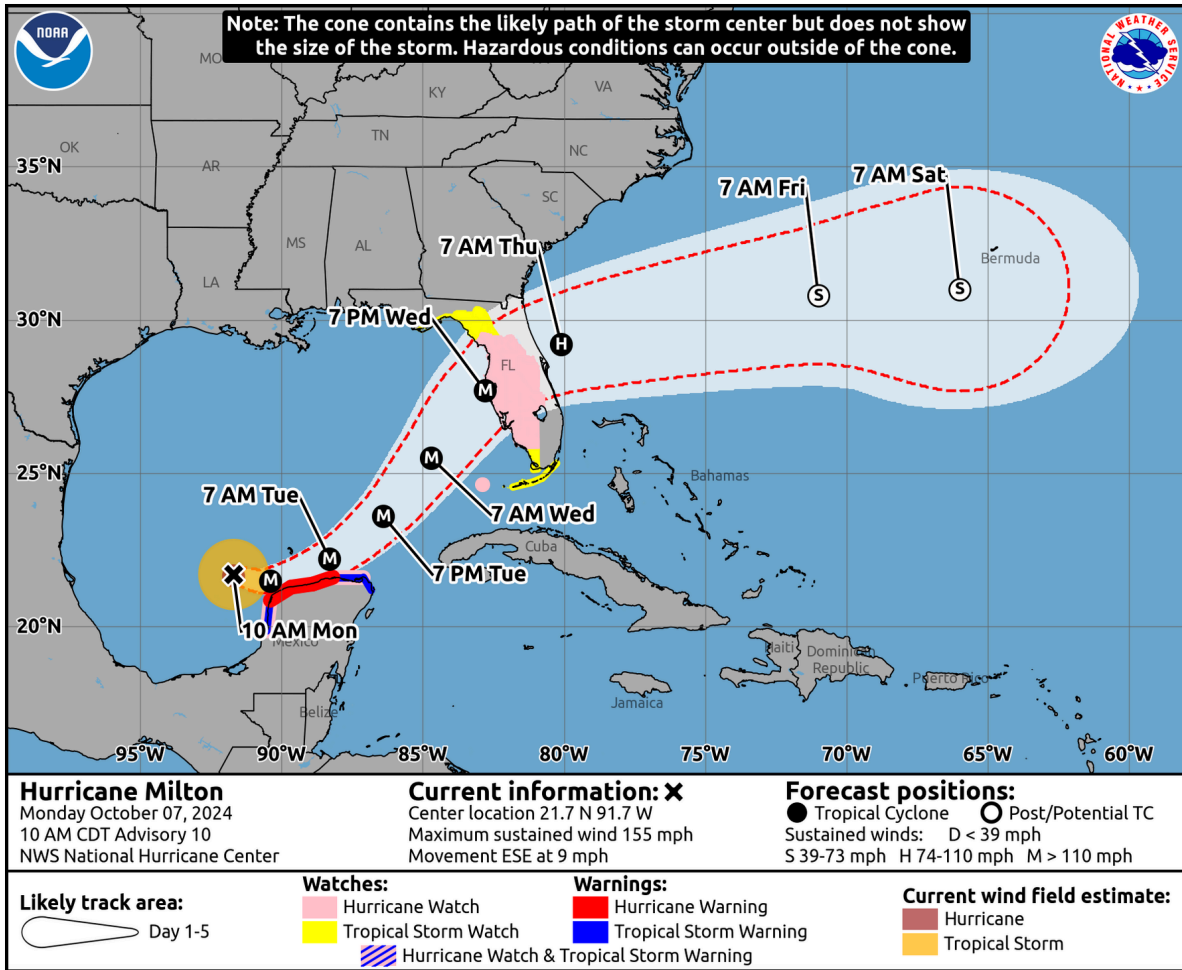 Note: The cone contains the likely path of the storm center but does not show
the size of the storm. Hazardous conditions can occur outside of the cone.
NOAA
NATIONAL WEATHER SERVICE
MO
KY
VA
OK
TN
NC
AR
35°N
SC
MS
AL
LA
7 AM Fri
7 AM Sat
7 AM Thu
Bermuda
30°N
7 PM Wed
S
S
H
FL
M
25°N
M
Bahamas
7 AM Tue
M
7 AM Wed
Cuba
M
7 PM Tue
M
20°N
10 AM Mon
Mexico
Haiti
Dominican
Republic
Puerto Rico
Jamaica
Belize
95°W
90°W
85°W
80°W
75°W
70°W
65°W
60°W
Hurricane Milton
Monday October 07, 2024
10 AM CDT Advisory 10
NWS National Hurricane Center
Current information: ✖
Center location 21.7 N 91.7 W
Maximum sustained wind 155 mph
Movement ESE at 9 mph
Forecast positions:
Tropical Cyclone
Post/Potential TC
Sustained winds: D < 39 mph
S 39-73 mph H 74-110 mph M > 110 mph
Likely track area:
Day 1-5
Watches:
Hurricane Watch
Tropical Storm Watch
Warnings:
Hurricane Warning
Tropical Storm Warning
Hurricane Watch & Tropical Storm Warning
Current wind field estimate:
Hurricane
Tropical Storm